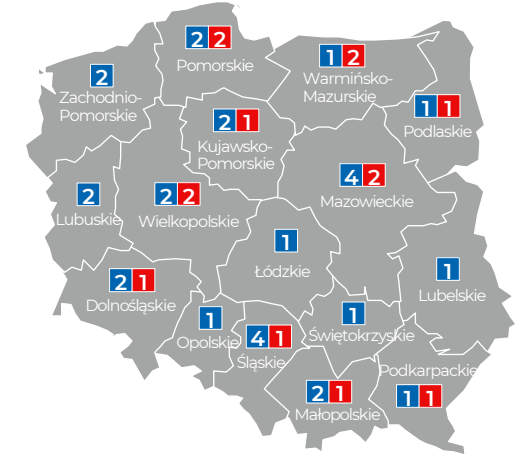 2 2
Pomorskie
1 2
Warmińsko-
Mazurskie
2
Zachodnio-
Pomorskie
2 1
Kujawsko-
Pomorskie
1 1
Podlaskie
4 2
Mazowieckie
2
Lubuskie
2 2
Wielkopolskie
1
Łódzkie
1
Lubelskie
2 1
Dolnośląskie
1
Opolskie
4 1
Śląskie
1
Świętokrzyskie
2 1
Małopolskie
Podkarpackie
1 1